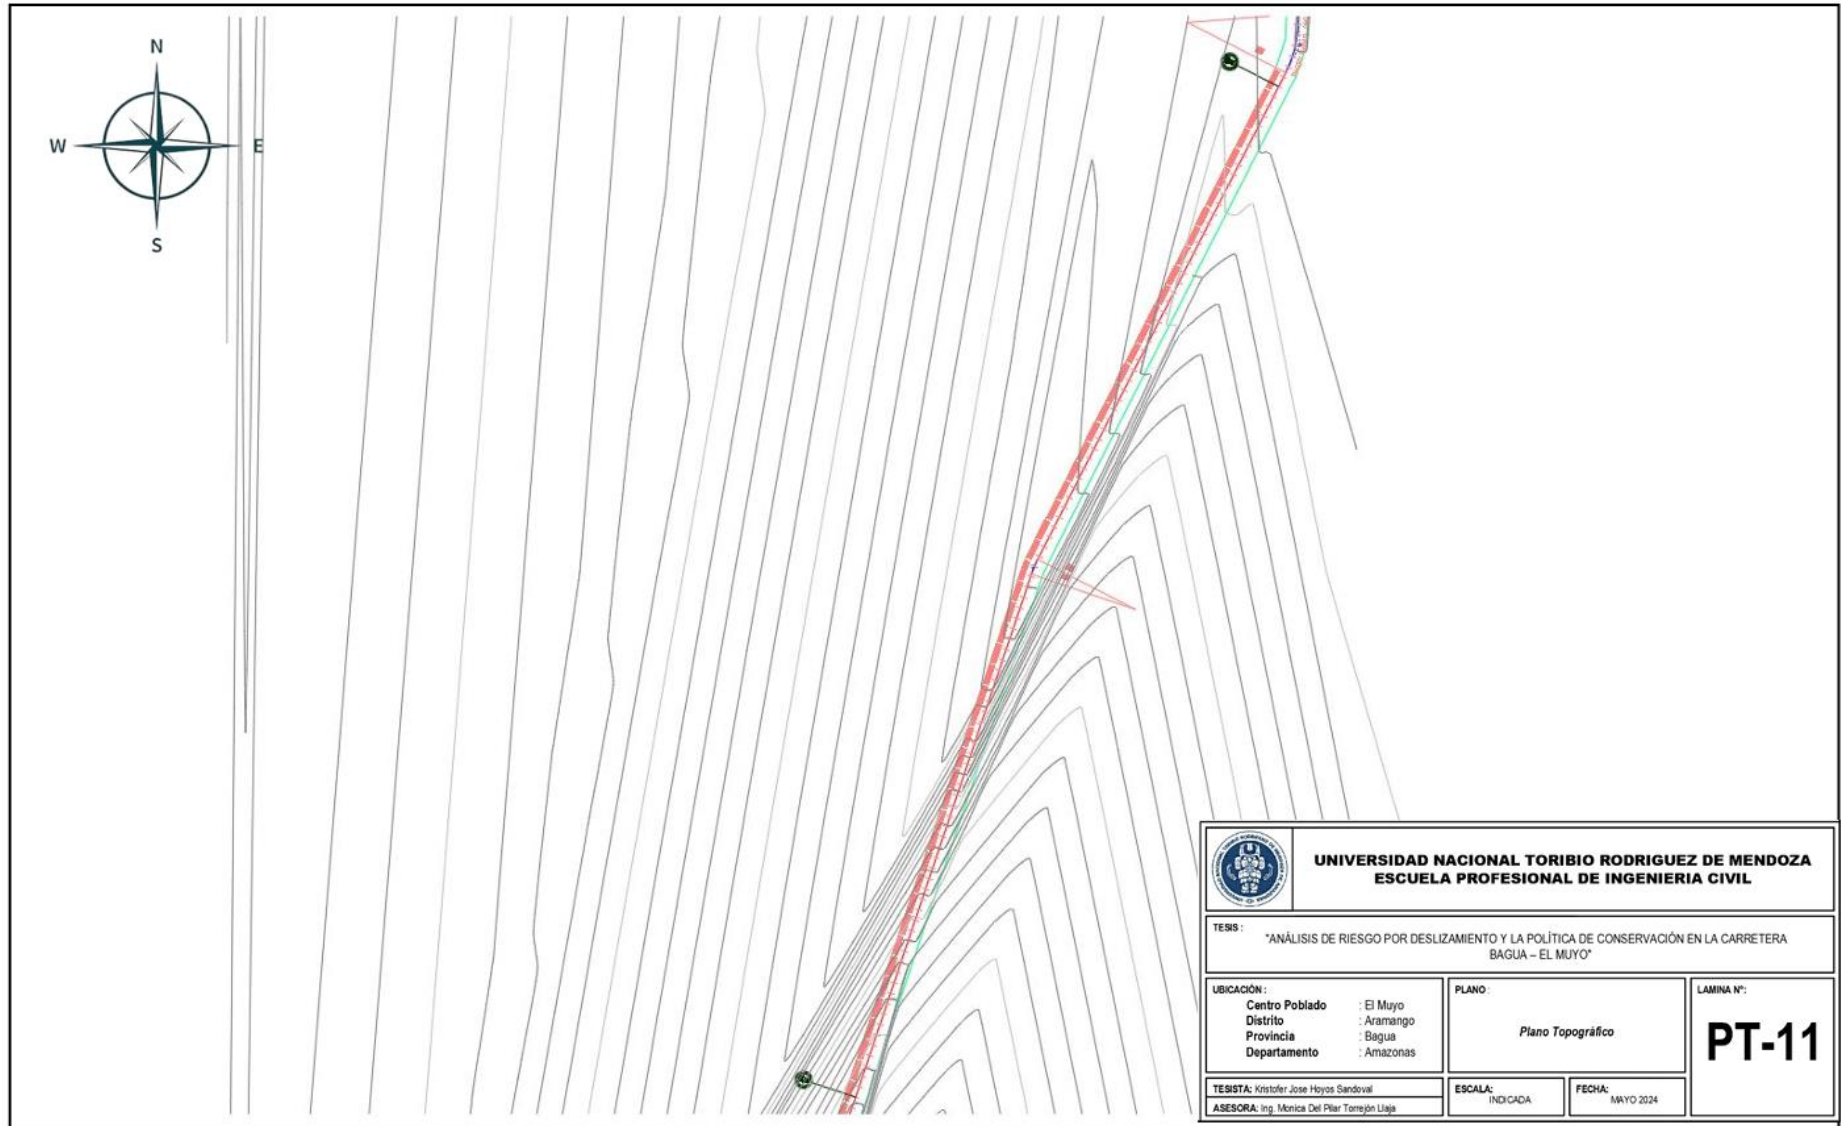 N
W
E
S
UNIVERSIDAD NACIONAL TORIBIO RODRIGUEZ DE MENDOZA
ESCUELA PROFESIONAL DE INGENIERIA CIVIL
TESIS :
"ANÁLISIS DE RIESGO POR DESLIZAMIENTO Y LA POLÍTICA DE CONSERVACIÓN EN LA CARRETERA
BAGUA – EL MUYO"
UBICACIÓN :
Centro Poblado : El Muyo
Distrito : Aramango
Provincia : Bagua
Departamento : Amazonas
PLANO :
Plano Topográfico
LAMINA N°:
PT-11
TESISTA: Kristofer Jose Hoyos Sandoval
ASESORA: Ing. Monica Del Pilar Torrejón Llaja
ESCALA:
INDICADA
FECHA:
MAYO 2024